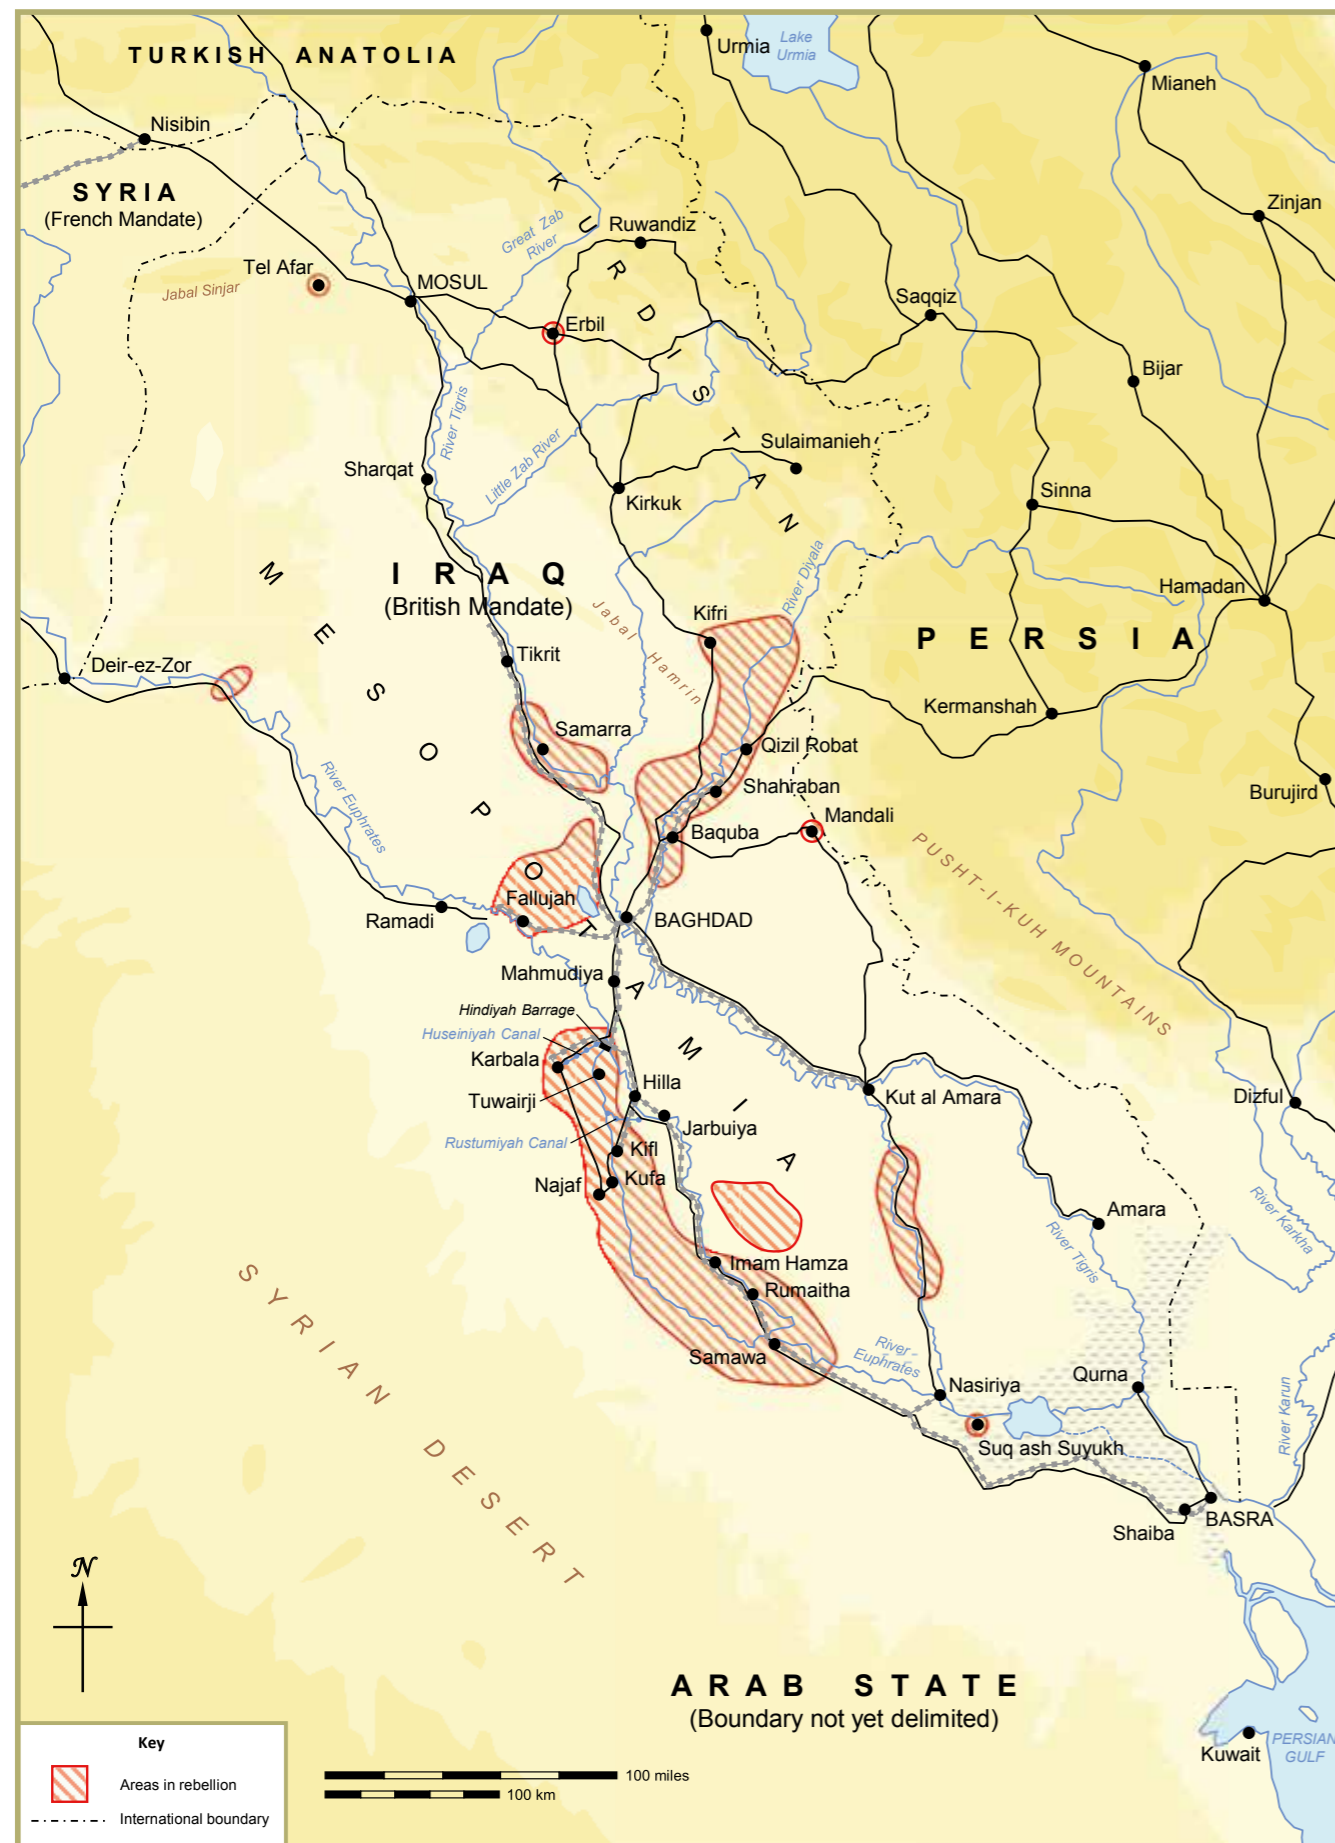 TURKISH ANATOLIA
Urmia
Lake
Urmia
Mianeh
Nisibin
SYRIA
(French Mandate)
KURDISTAN
Great Zab
River
Ruwandiz
Zinjan
Tel Afar
Jabal Sinjar
MOSUL
Erbil
Saqqiz
Bijar
River Tigris
Sulaimanieh
Sharqat
Little Zab River
Kirkuk
Sinna
MESOPOTAMIA
IRAQ
(British Mandate)
River Diyala
Hamadan
Jabal Hamrin
Kifri
PERSIA
Tikrit
Deir-ez-Zor
Kermanshah
Samarra
Qizil Robat
River Euphrates
Shahraban
Burujird
Mandali
Baquba
PUSHT-I-KUH MOUNTAINS
Fallujah
Ramadi
BAGHDAD
Mahmudiya
Hindiyah Barrage
Huseiniyah Canal
Karbala
Hilla
Kut al Amara
Dizful
Tuwairji
Jarbuiya
Rustumiyah Canal
Kifl
Kufa
Najaf
Amara
River Karkha
River Tigris
Imam Hamza
Rumaitha
SYRIAN DESERT
Samawa
River
Euphrates
Nasiriya
Qurna
River Karun
Suq ash Suyukh
BASRA
Shaiba
N
ARAB STATE
(Boundary not yet delimited)
Kuwait
PERSIAN
GULF
Key
Areas in rebellion
International boundary
100 miles
100 km